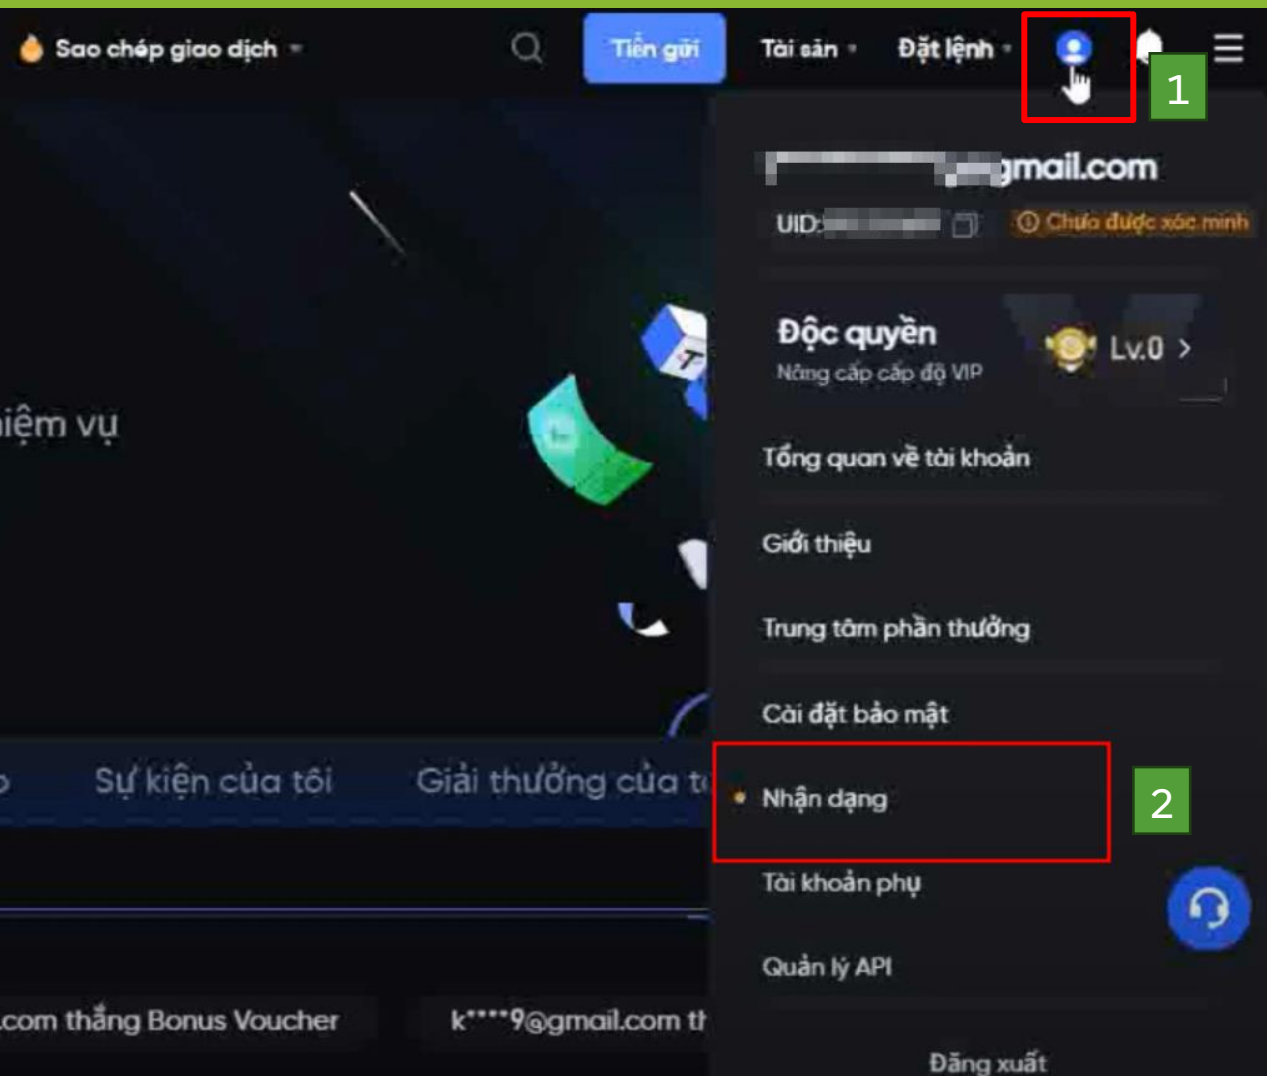 Sao chép giao dịch
Tiền gửi
Tài sản
Đặt lệnh
1
gmail.com
UID:
Chưa được xác minh
Độc quyền
Nâng cấp cấp độ VIP
Lv.0
iệm vụ
Tổng quan về tài khoản
Giới thiệu
Trung tâm phần thưởng
Cài đặt bảo mật
Sự kiện của tôi
Giải thưởng của t
Nhận dạng
2
Tài khoản phụ
Quản lý API
.com thắng Bonus Voucher
k****9@gmail.com th
Đăng xuất